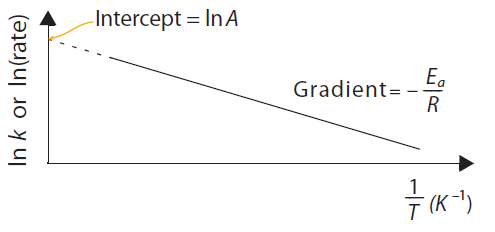 Intercept = ln A
ln k or ln(rate)
Gradient= - Eₐ/R
1/T (K⁻¹)